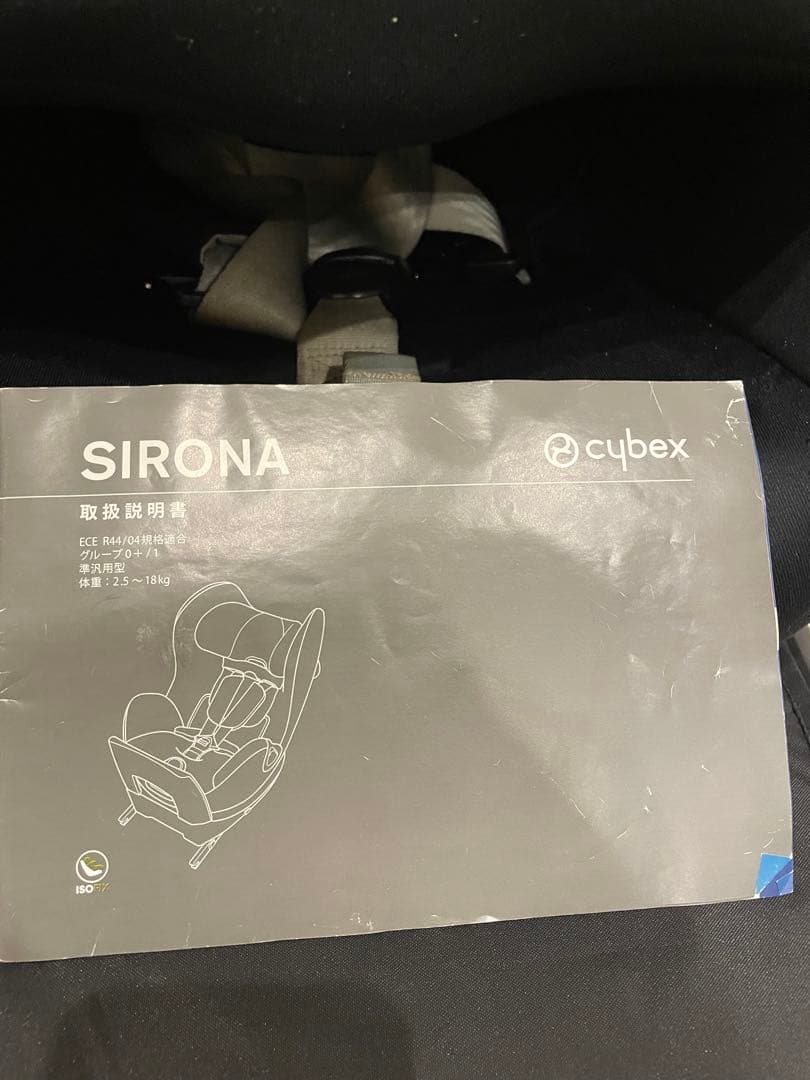 SIRONA
cybex
取扱説明書
ECE R44/04規格適合
グループ0+/1
準汎用型
体重:2.5〜18kg
ISOFIX